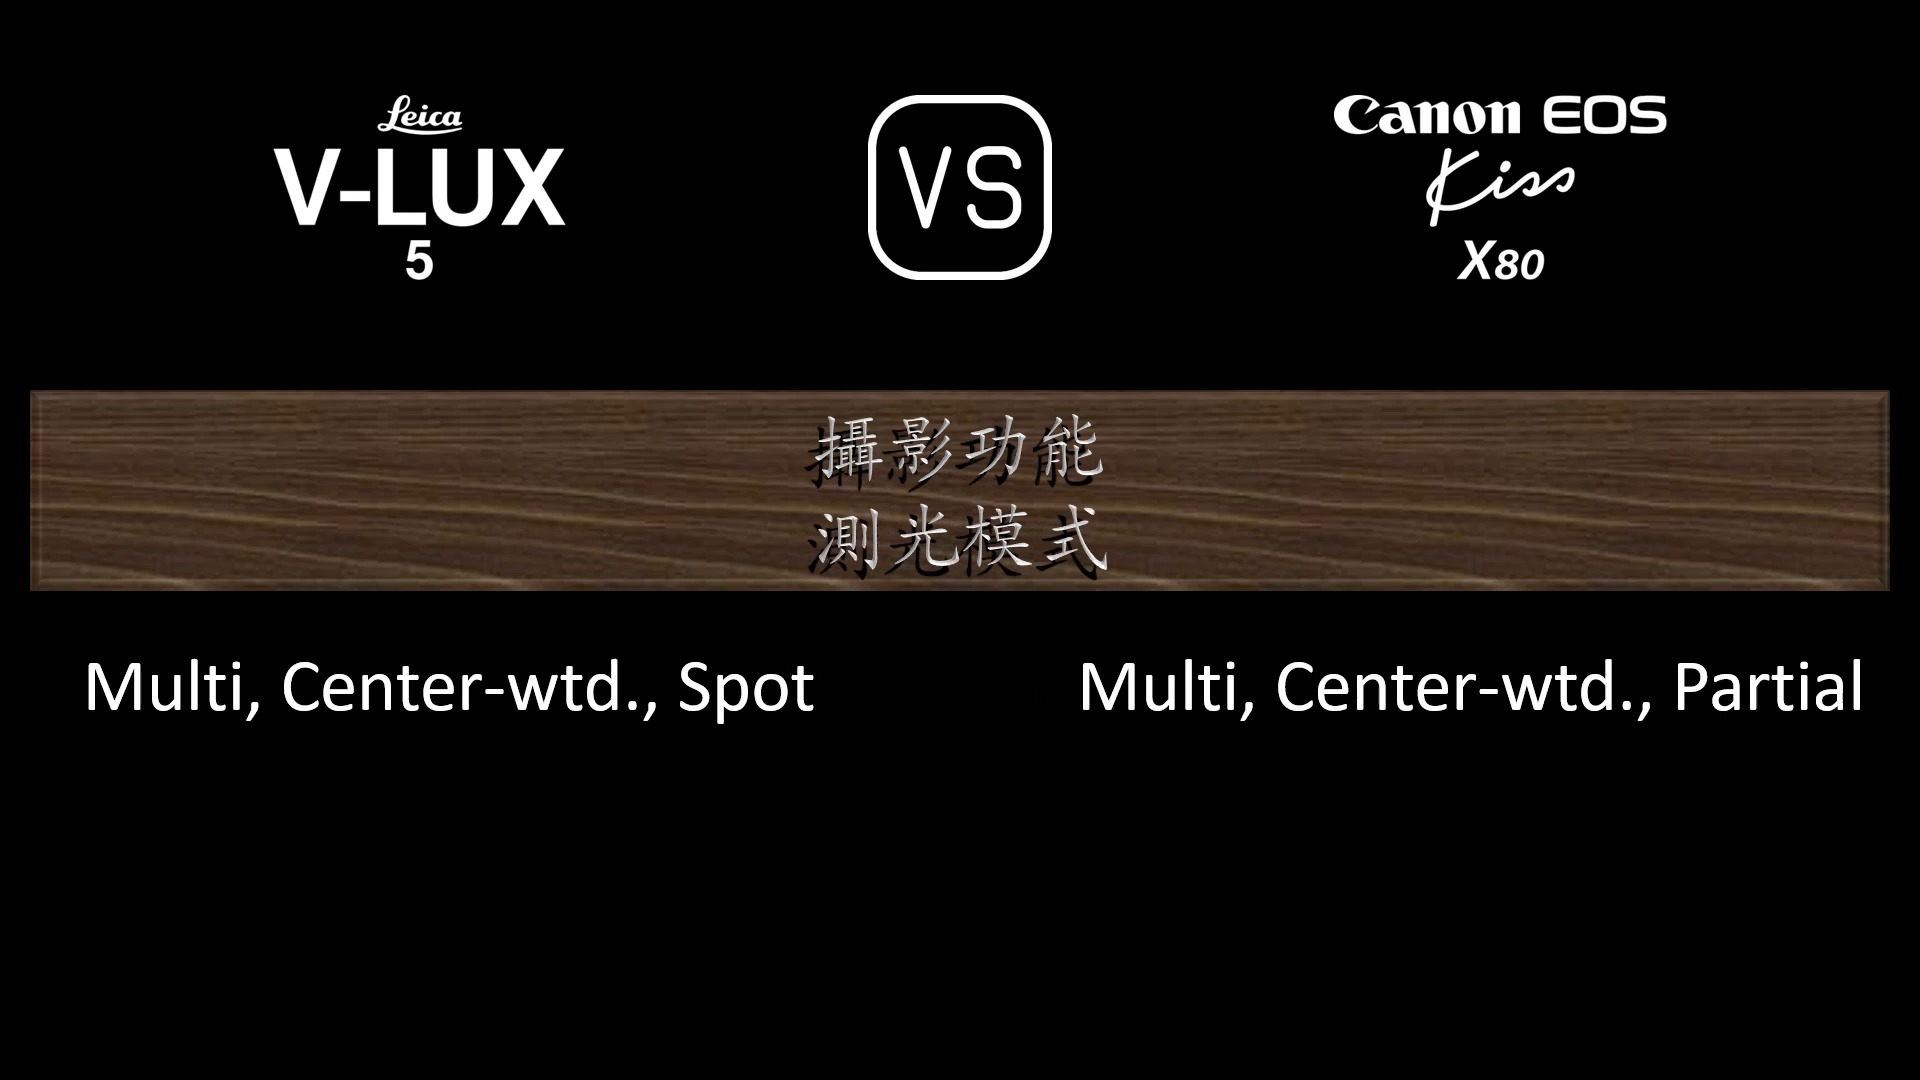 Leica
V-LUX
5
VS
Canon EOS
Kiss
X80
攝影功能
測光模式
Multi, Center-wtd., Spot
Multi, Center-wtd., Partial